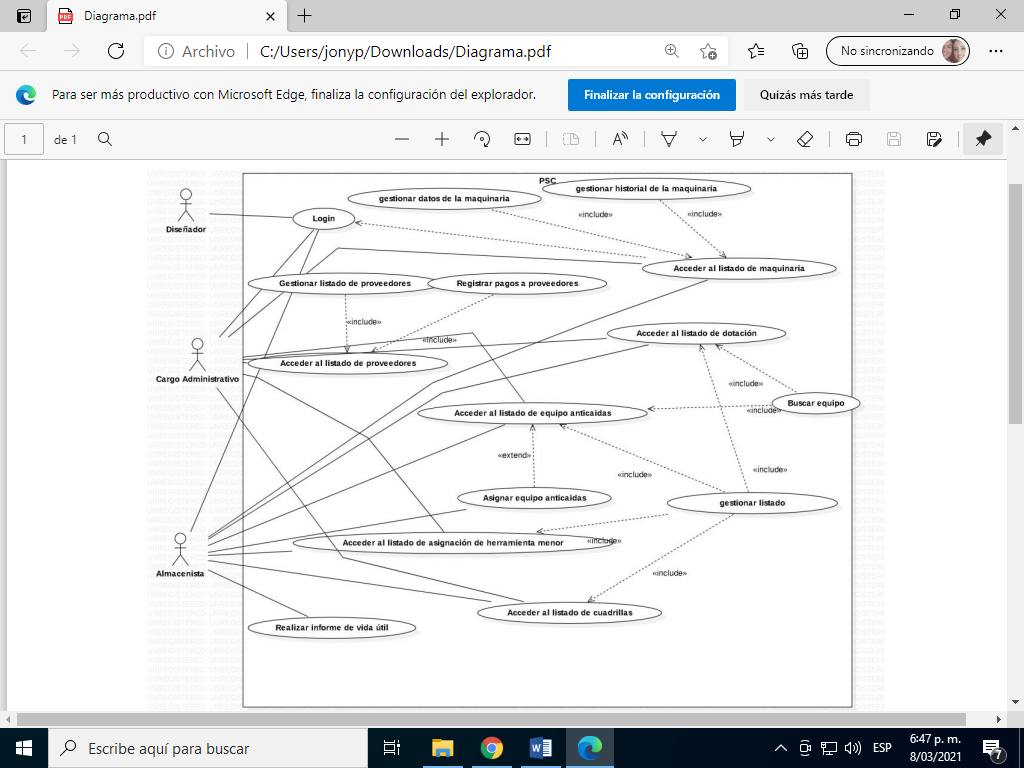 Diagrama.pdf
Archivo
C:/Users/jonyp/Downloads/Diagrama.pdf
No sincronizando
Para ser más productivo con Microsoft Edge, finaliza la configuración del explorador.
Finalizar la configuración
Quizás más tarde
1
de 1
PSC
gestionar historial de la maquinaria
gestionar datos de la maquinaria
Diseñador
Login
«include»
«include»
Acceder al listado de maquinaria
Gestionar listado de proveedores
Registrar pagos a proveedores
«include»
«include»
Acceder al listado de dotación
Cargo Administrativo
Acceder al listado de proveedores
«include»
Buscar equipo
«include»
Acceder al listado de equipo anticaidas
«extend»
«include»
«include»
Asignar equipo anticaidas
gestionar listado
Acceder al listado de asignación de herramienta menor
«include»
Almacenista
«include»
Acceder al listado de cuadrillas
Realizar informe de vida útil
UNREGISTERED
Escribe aquí para buscar
ESP
6:47 p. m.
8/03/2021
7